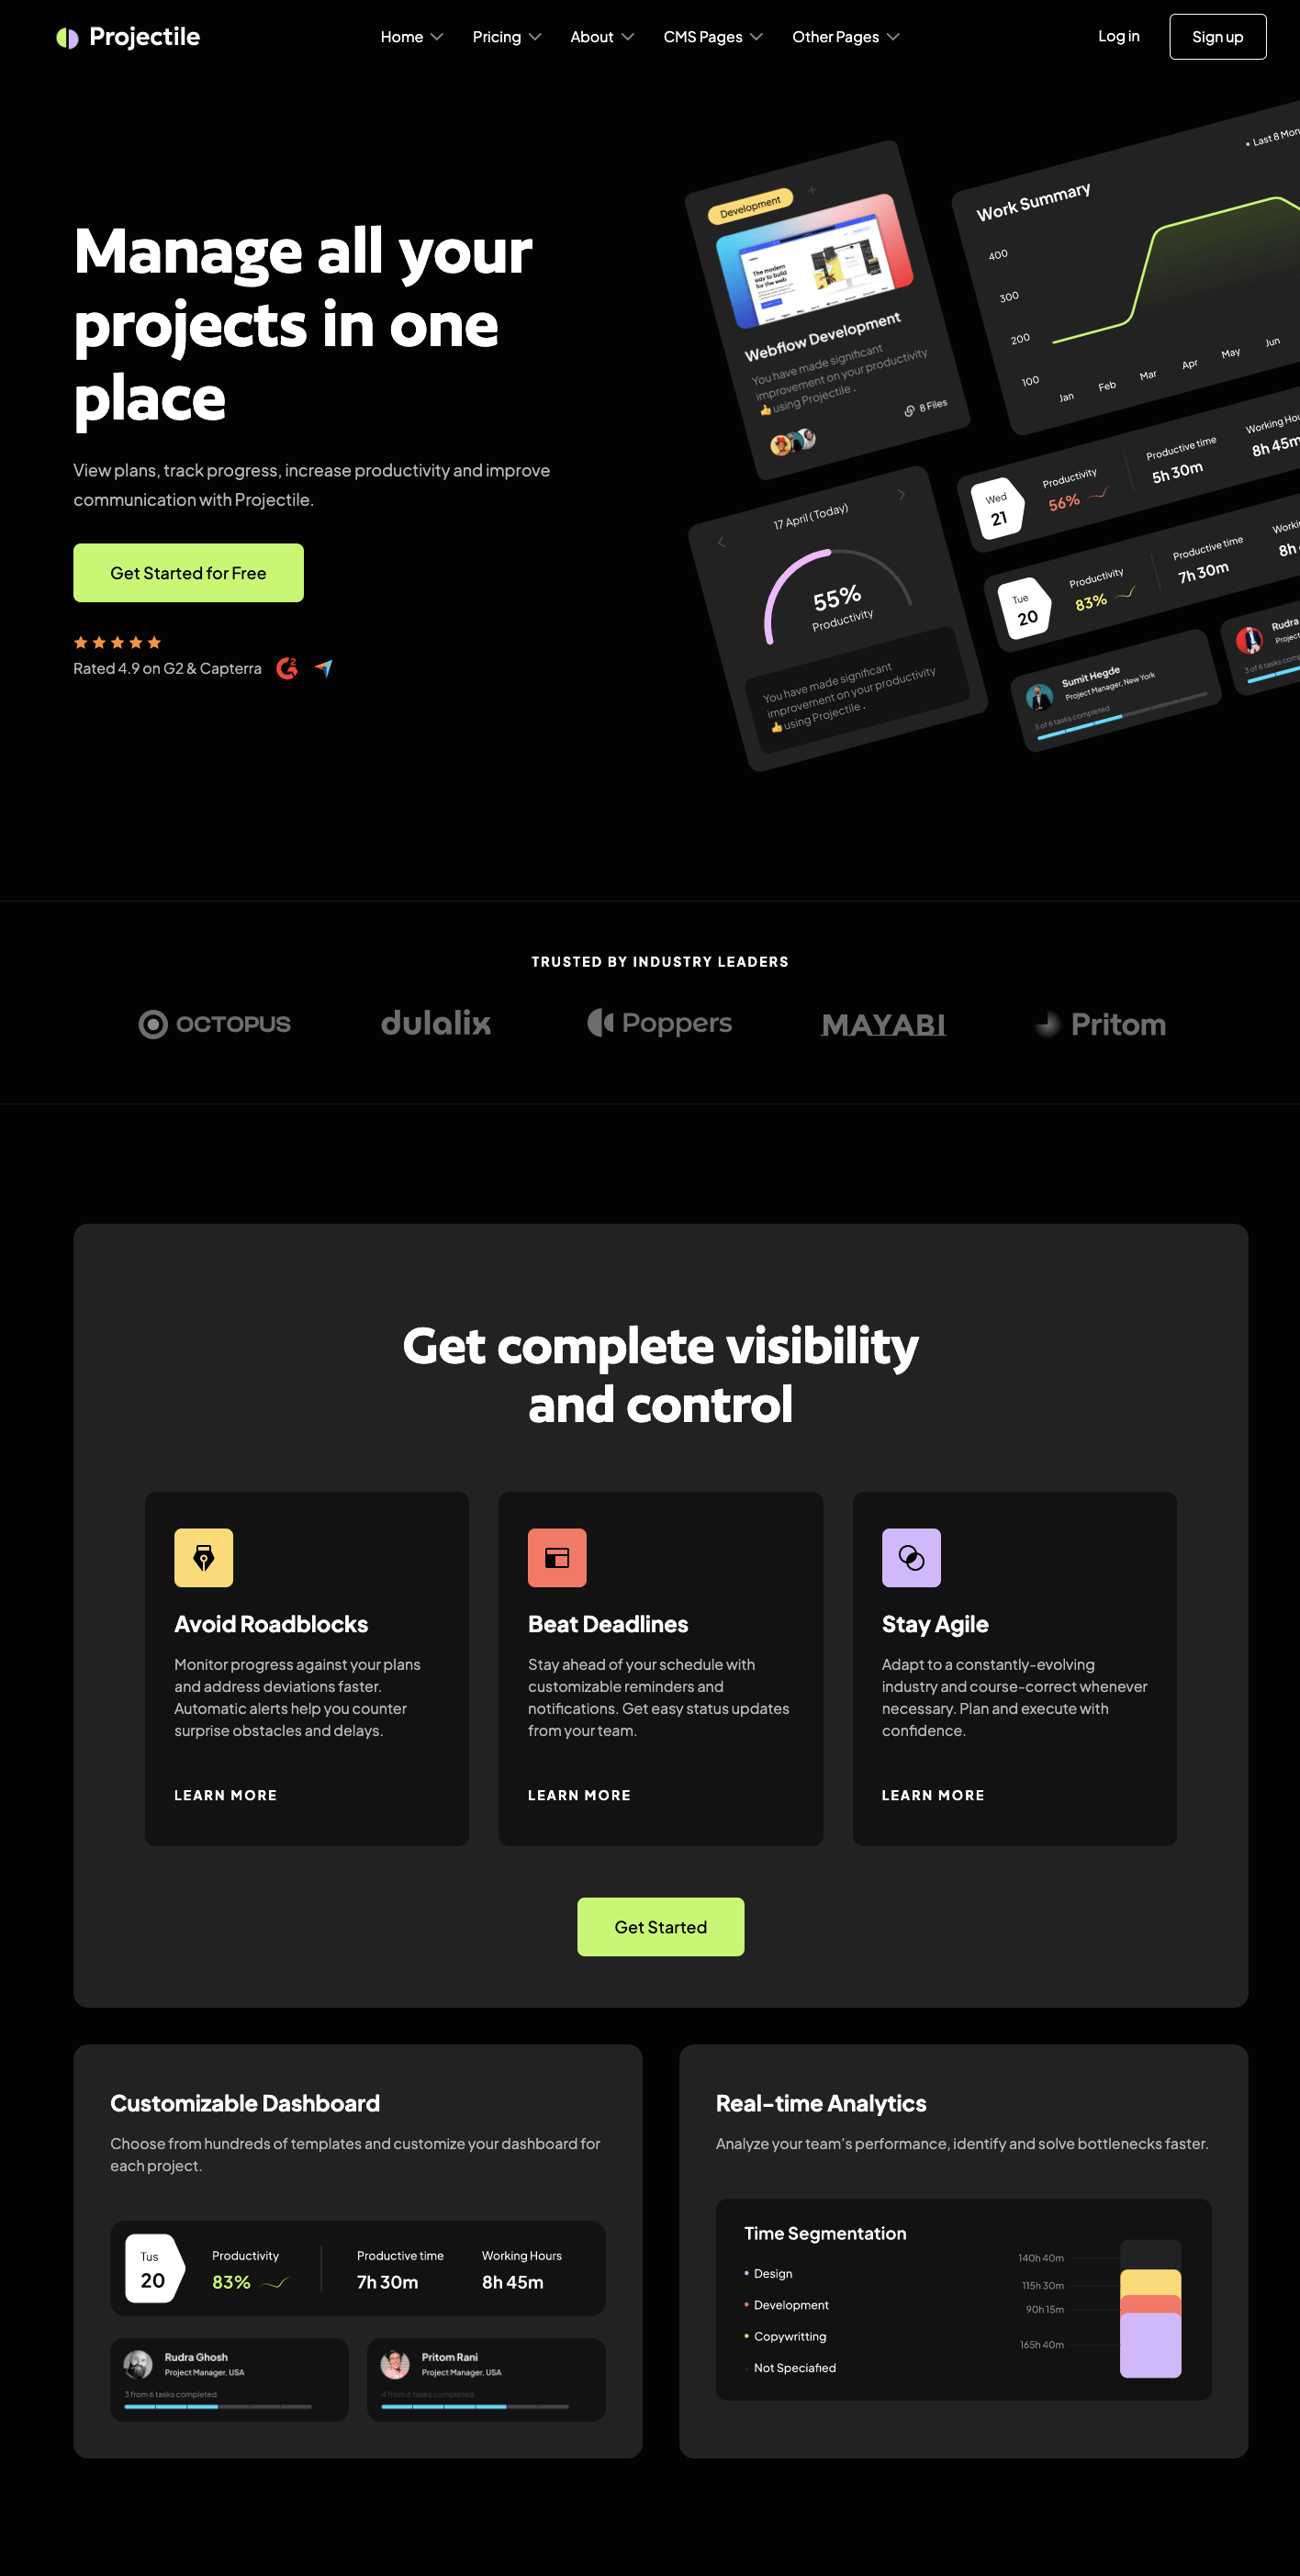 Projectile
Home
Pricing
About
CMS Pages
Other Pages
Log in
Sign up
Manage all your
projects in one
place
View plans, track progress, increase productivity and improve
communication with Projectile.
Get Started for Free
Rated 4.9 on G2 & Capterra
Development
The modern
way to build
for the web
Webflow Development
You have made significant
improvement on your productivity
👍 using Projectile .
8 Files
Work Summary
Last 8 Mon
400
300
200
100
Jan
Feb
Mar
Apr
May
Jun
17 April ( Today)
55%
Productivity
You have made significant
improvement on your productivity
👍 using Projectile .
Wed
21
Productivity
56%
Productive time
5h 30m
Working Hou
8h 45m
Tue
20
Productivity
83%
Productive time
7h 30m
Workin
8h
Sumit Hegde
Project Manager, New York
3 of 6 tasks completed
Rudra
Project
3 of 6 tasks comp
TRUSTED BY INDUSTRY LEADERS
OCTOPUS
dulalix
Poppers
MAYABI
Pritom
Get complete visibility
and control
Avoid Roadblocks
Monitor progress against your plans
and address deviations faster.
Automatic alerts help you counter
surprise obstacles and delays.
LEARN MORE
Beat Deadlines
Stay ahead of your schedule with
customizable reminders and
notifications. Get easy status updates
from your team.
LEARN MORE
Stay Agile
Adapt to a constantly-evolving
industry and course-correct whenever
necessary. Plan and execute with
confidence.
LEARN MORE
Get Started
Customizable Dashboard
Choose from hundreds of templates and customize your dashboard for
each project.
Tus
20
Productivity
83%
Productive time
7h 30m
Working Hours
8h 45m
Rudra Ghosh
Project Manager, USA
3 from 6 tasks completed
Pritom Rani
Project Manager, USA
4 from 6 tasks completed
Real-time Analytics
Analyze your team's performance, identify and solve bottlenecks faster.
Time Segmentation
Design
Development
Copywritting
Not Speciafied
140h 40m
115h 30m
90h 15m
165h 40m